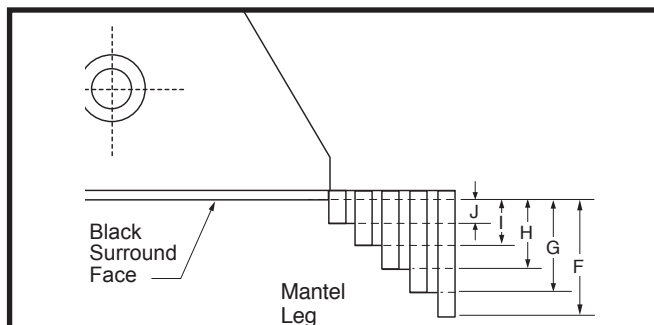 J
I
H
G
F
Black
Surround
Face
Mantel
Leg